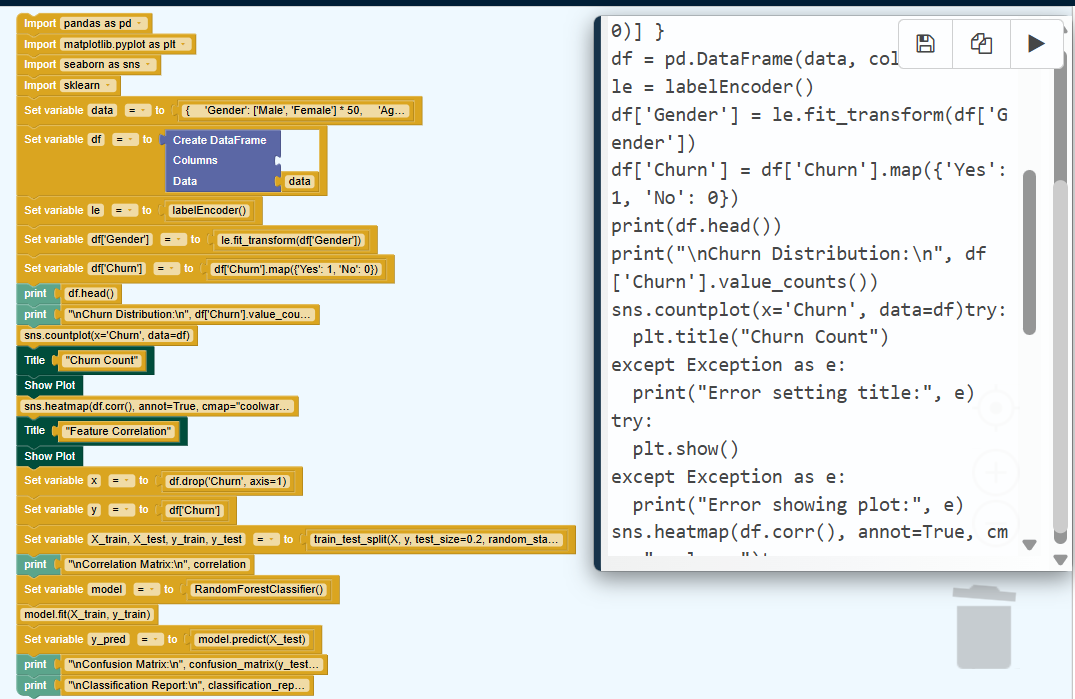 Import pandas as pd
Import matplotlib.pyplot as plt
Import seaborn as sns
Import sklearn
Set variable data = to { 'Gender': ['Male', 'Female'] * 50, 'Ag...
Set variable df = to Create DataFrame
Columns
Data data
Set variable le = to labelEncoder()
Set variable df['Gender'] = to le.fit_transform(df['Gender'])
Set variable df['Churn'] = to df['Churn'].map({'Yes': 1, 'No': 0})
print df.head()
print "\nChurn Distribution:\n", df['Churn'].value_cou...
sns.countplot(x='Churn', data=df)
Title "Churn Count"
Show Plot
sns.heatmap(df.corr(), annot=True, cmap="coolwar...
Title "Feature Correlation"
Show Plot
Set variable x = to df.drop('Churn', axis=1)
Set variable y = to df['Churn']
Set variable X_train, X_test, y_train, y_test = to train_test_split(X, y, test_size=0.2, random_sta...
print "\nCorrelation Matrix:\n", correlation
Set variable model = to RandomForestClassifier()
model.fit(X_train, y_train)
Set variable y_pred = to model.predict(X_test)
print "\nConfusion Matrix:\n", confusion_matrix(y_test...
print "\nClassification Report:\n", classification_rep...
0)] }
df = pd.DataFrame(data, col
le = labelEncoder()
df['Gender'] = le.fit_transform(df['G
ender'])
df['Churn'] = df['Churn'].map({'Yes':
1, 'No': 0})
print(df.head())
print("\nChurn Distribution:\n", df
['Churn'].value_counts())
sns.countplot(x='Churn', data=df)try:
plt.title("Churn Count")
except Exception as e:
print("Error setting title:", e)
try:
plt.show()
except Exception as e:
print("Error showing plot:", e)
sns.heatmap(df.corr(), annot=True, cm